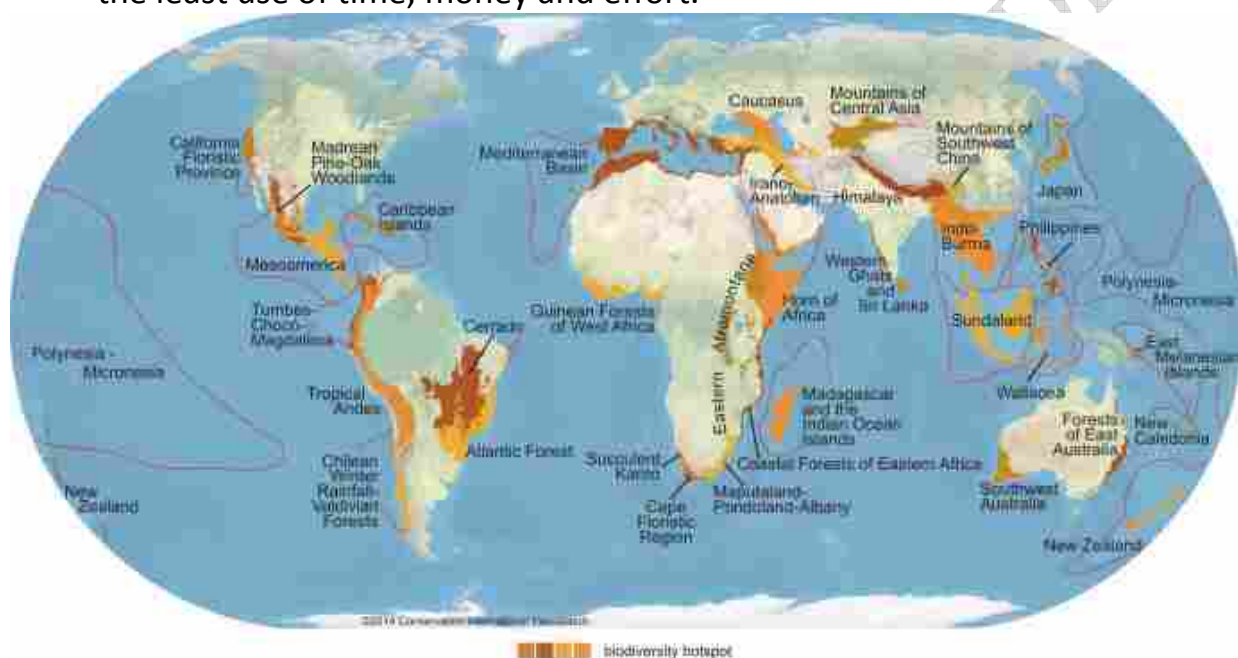 the least use of time, money and effort.
Caucasus
Mountains of
Central Asia
California
Floristic
Province
Madrean
Pine-Oak
Woodlands
Mediterranean
Basin
Mountains of
Southwest
China
Irano-
Anatolian
Himalaya
Japan
Caribbean
Islands
Indo-
Burma
Philippines
Mesoamerica
Western
Ghats
and
Sri Lanka
Polynesia-
Micronesia
Tumbes-
Chocó-
Magdalena
Guinean Forests
of West Africa
Horn of
Africa
Cerrado
Sundaland
East
Melanesian
Islands
Polynesia -
Micronesia
Eastern Afromontane
Wallacea
Tropical
Andes
Madagascar
and the
Indian Ocean
Islands
Forests
of East
Australia
New
Caledonia
Atlantic Forest
Succulent
Karoo
Coastal Forests of Eastern Africa
Chilean
Winter
Rainfall-
Valdivian
Forests
Southwest
Australia
New
Zealand
Cape
Floristic
Region
Maputaland-
Pondoland-Albany
New Zealand
biodiversity hotspot